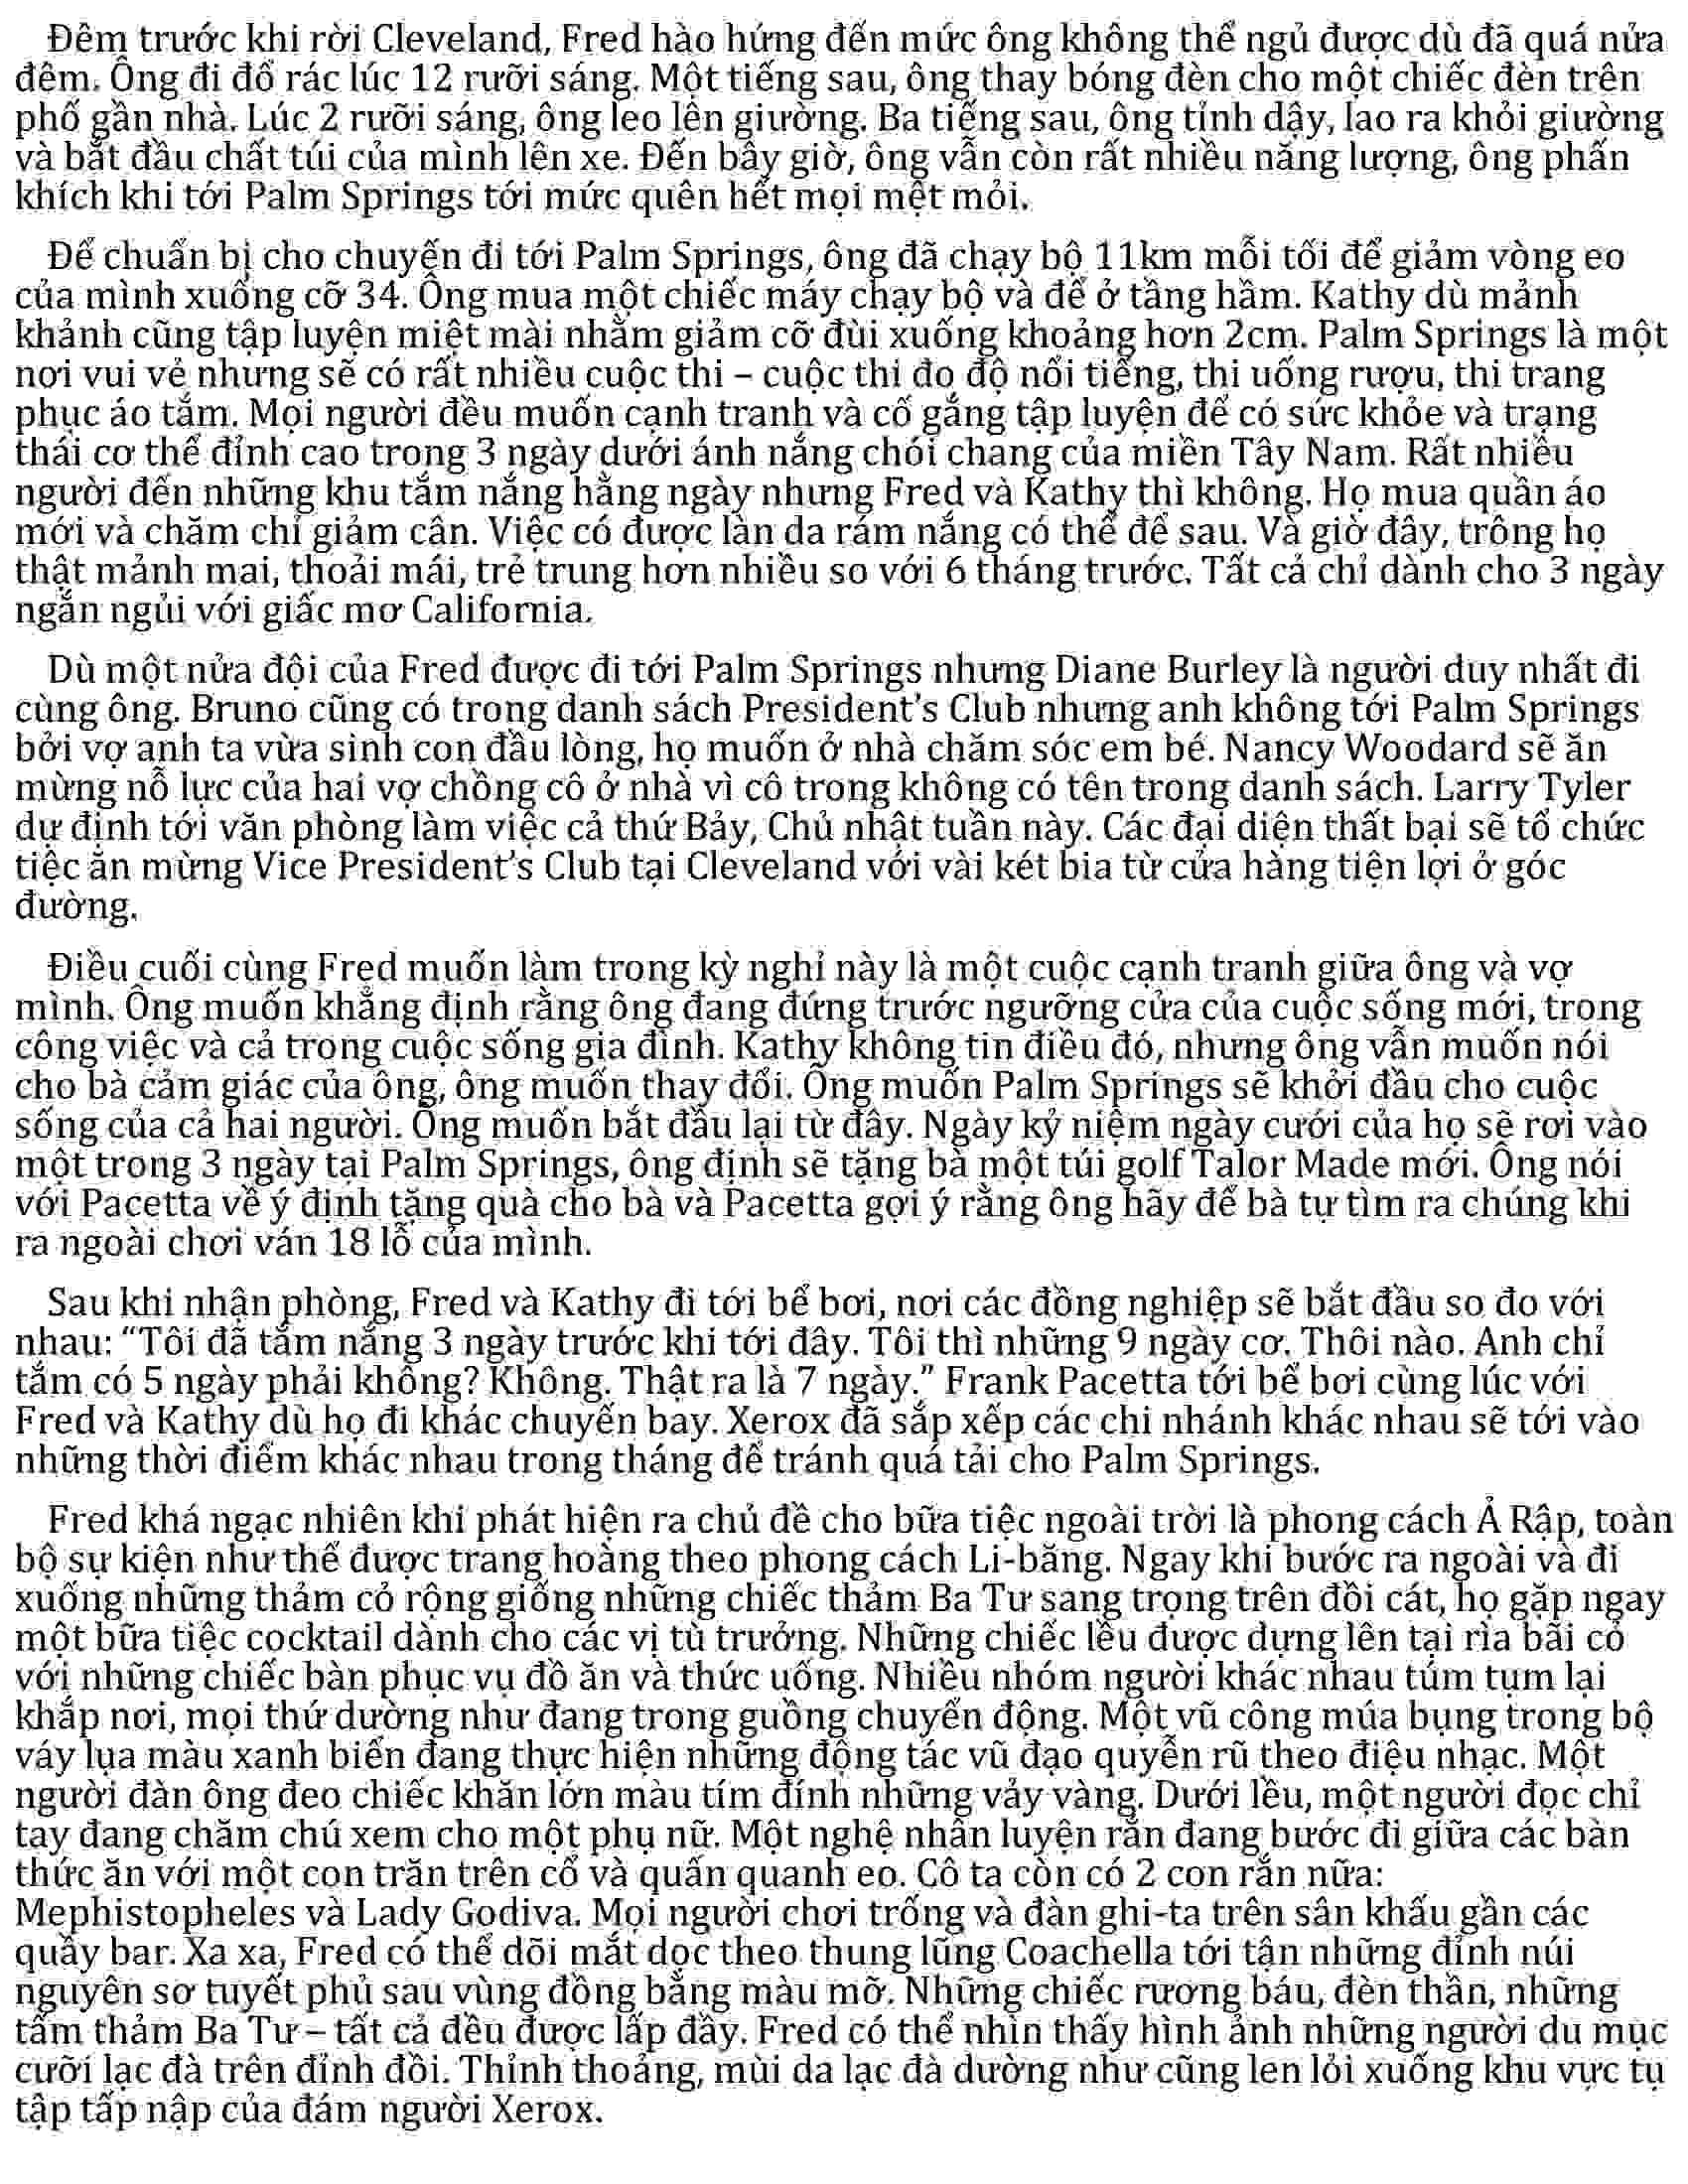 Đêm trước khi rời Cleveland, Fred hào hứng đến mức ông không thể ngủ được dù đã quá nửa
đêm. Ông đi đổ rác lúc 12 rưỡi sáng. Một tiếng sau, ông thay bóng đèn cho một chiếc đèn trên
phố gần nhà. Lúc 2 rưỡi sáng, ông leo lên giường. Ba tiếng sau, ông tỉnh dậy, lao ra khỏi giường
và bắt đầu chất túi của mình lên xe. Đến bây giờ, ông vẫn còn rất nhiều năng lượng, ông phấn
khích khi tới Palm Springs tới mức quên hết mọi mệt mỏi.
Để chuẩn bị cho chuyến đi tới Palm Springs, ông đã chạy bộ 11km mỗi tối để giảm vòng eo
của mình xuống cỡ 34. Ông mua một chiếc máy chạy bộ và để ở tầng hầm. Kathy dù mảnh
khảnh cũng tập luyện miệt mài nhằm giảm cỡ đùi xuống khoảng hơn 2cm. Palm Springs là một
nơi vui vẻ nhưng sẽ có rất nhiều cuộc thi – cuộc thi đo độ nổi tiếng, thi uống rượu, thi trang
phục áo tắm. Mọi người đều muốn cạnh tranh và cố gắng tập luyện để có sức khỏe và trạng
thái cơ thể đỉnh cao trong 3 ngày dưới ánh nắng chói chang của miền Tây Nam. Rất nhiều
người đến những khu tắm nắng hằng ngày nhưng Fred và Kathy thì không. Họ mua quần áo
mới và chăm chỉ giảm cân. Việc có được làn da rám nắng có thể để sau. Và giờ đây, trông họ
thật mảnh mai, thoải mái, trẻ trung hơn nhiều so với 6 tháng trước. Tất cả chỉ dành cho 3 ngày
ngắn ngủi với giấc mơ California.
Dù một nửa đội của Fred được đi tới Palm Springs nhưng Diane Burley là người duy nhất đi
cùng ông. Bruno cũng có trong danh sách President’s Club nhưng anh không tới Palm Springs
bởi vợ anh ta vừa sinh con đầu lòng, họ muốn ở nhà chăm sóc em bé. Nancy Woodard sẽ ăn
mừng nỗ lực của hai vợ chồng cô ở nhà vì cô trong không có tên trong danh sách. Larry Tyler
dự định tới văn phòng làm việc cả thứ Bảy, Chủ nhật tuần này. Các đại diện thất bại sẽ tổ chức
tiệc ăn mừng Vice President’s Club tại Cleveland với vài két bia từ cửa hàng tiện lợi ở góc
đường.
Điều cuối cùng Fred muốn làm trong kỳ nghỉ này là một cuộc cạnh tranh giữa ông và vợ
mình. Ông muốn khẳng định rằng ông đang đứng trước ngưỡng cửa của cuộc sống mới, trong
công việc và cả trong cuộc sống gia đình. Kathy không tin điều đó, nhưng ông vẫn muốn nói
cho bà cảm giác của ông, ông muốn thay đổi. Ông muốn Palm Springs sẽ khởi đầu cho cuộc
sống của cả hai người. Ông muốn bắt đầu lại từ đây. Ngày kỷ niệm ngày cưới của họ sẽ rơi vào
một trong 3 ngày tại Palm Springs, ông định sẽ tặng bà một túi golf Talor Made mới. Ông nói
với Pacetta về ý định tặng quà cho bà và Pacetta gợi ý rằng ông hãy để bà tự tìm ra chúng khi
ra ngoài chơi ván 18 lỗ của mình.
Sau khi nhận phòng, Fred và Kathy đi tới bể bơi, nơi các đồng nghiệp sẽ bắt đầu so đo với
nhau: “Tôi đã tắm nắng 3 ngày trước khi tới đây. Tôi thì những 9 ngày cơ. Thôi nào. Anh chỉ
tắm có 5 ngày phải không? Không. Thật ra là 7 ngày.” Frank Pacetta tới bể bơi cùng lúc với
Fred và Kathy dù họ đi khác chuyến bay. Xerox đã sắp xếp các chi nhánh khác nhau sẽ tới vào
những thời điểm khác nhau trong tháng để tránh quá tải cho Palm Springs.
Fred khá ngạc nhiên khi phát hiện ra chủ đề cho bữa tiệc ngoài trời là phong cách Ả Rập, toàn
bộ sự kiện như thể được trang hoàng theo phong cách Li-băng. Ngay khi bước ra ngoài và đi
xuống những thảm cỏ rộng giống những chiếc thảm Ba Tư sang trọng trên đồi cát, họ gặp ngay
một bữa tiệc cocktail dành cho các vị tù trưởng. Những chiếc lều được dựng lên tại rìa bãi cỏ
với những chiếc bàn phục vụ đồ ăn và thức uống. Nhiều nhóm người khác nhau túm tụm lại
khắp nơi, mọi thứ dường như đang trong guồng chuyển động. Một vũ công múa bụng trong bộ
váy lụa màu xanh biển đang thực hiện những động tác vũ đạo quyễn rũ theo điệu nhạc. Một
người đàn ông đeo chiếc khăn lớn màu tím đính những vảy vàng. Dưới lều, một người đọc chỉ
tay đang chăm chú xem cho một phụ nữ. Một nghệ nhân luyện rắn đang bước đi giữa các bàn
thức ăn với một con trăn trên cổ và quấn quanh eo. Cô ta còn có 2 con rắn nữa:
Mephistopheles và Lady Godiva. Mọi người chơi trống và đàn ghi-ta trên sân khấu gần các
quầy bar. Xa xa, Fred có thể dõi mắt dọc theo thung lũng Coachella tới tận những đỉnh núi
nguyên sơ tuyết phủ sau vùng đồng bằng màu mỡ. Những chiếc rương báu, đèn thần, những
tấm thảm Ba Tư – tất cả đều được lấp đầy. Fred có thể nhìn thấy hình ảnh những người du mục
cưỡi lạc đà trên đỉnh đồi. Thỉnh thoảng, mùi da lạc đà dường như cũng len lỏi xuống khu vực tụ
tập tấp nập của đám người Xerox.